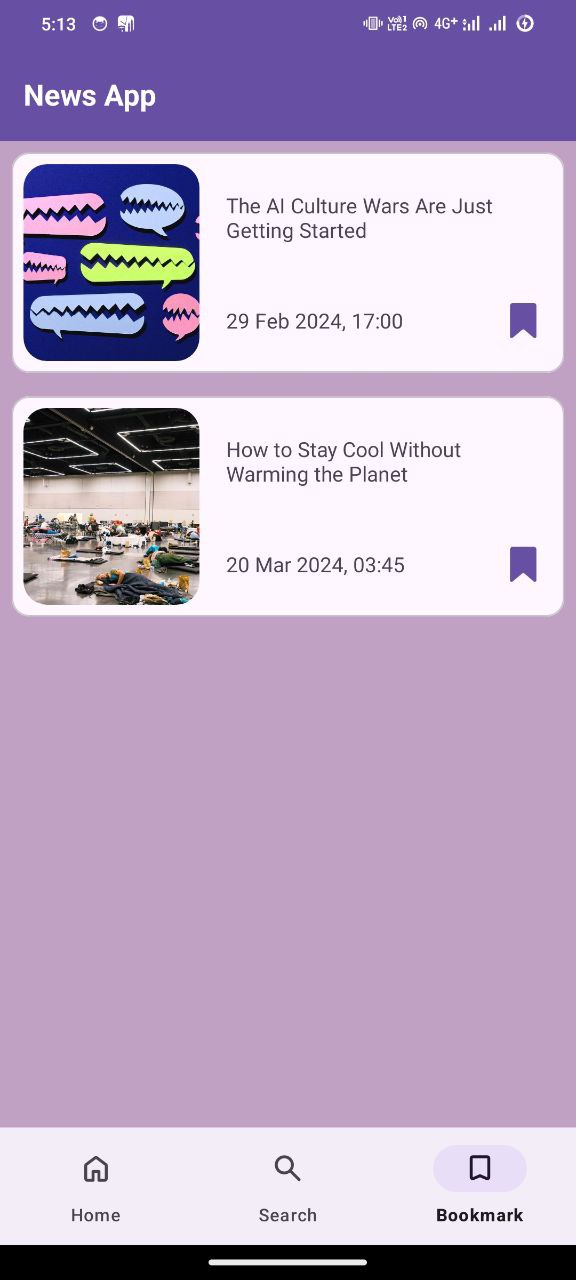 5:13
Vo 1
LTE2
4G+
News App
The AI Culture Wars Are Just
Getting Started
29 Feb 2024, 17:00
How to Stay Cool Without
Warming the Planet
20 Mar 2024, 03:45
Home
Search
Bookmark